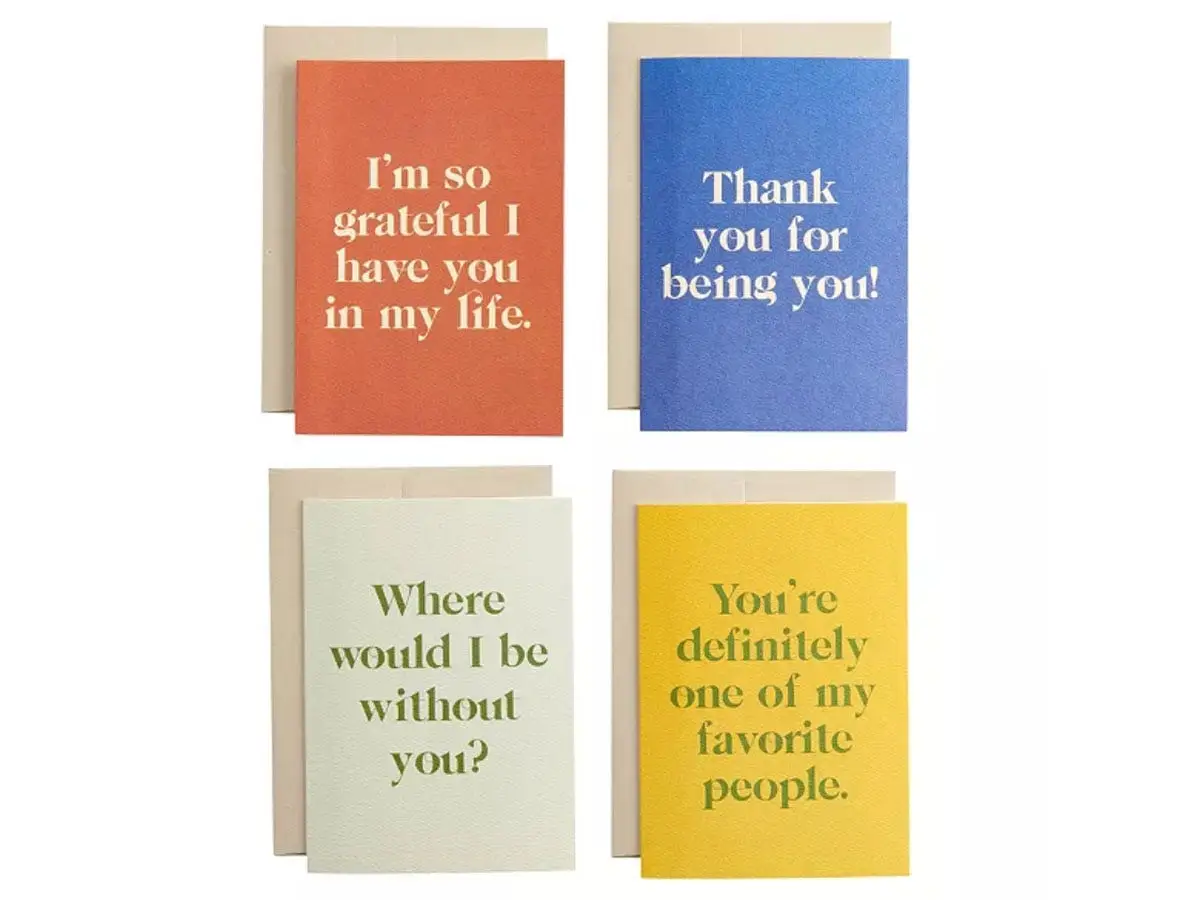 I'm so
grateful I
have you
in my life.
Thank
you for
being you!
Where
would I be
without
you?
You're
definitely
one of my
favorite
people.